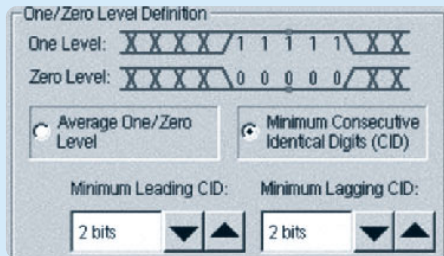 One/Zero Level Definition
One Level: X X X X 1 1 1 1 1 X X
Zero Level: X X X X 0 0 0 0 0 X X
Average One/Zero Level
Minimum Consecutive Identical Digits (CID)
Minimum Leading CID: Minimum Lagging CID:
2 bits 2 bits